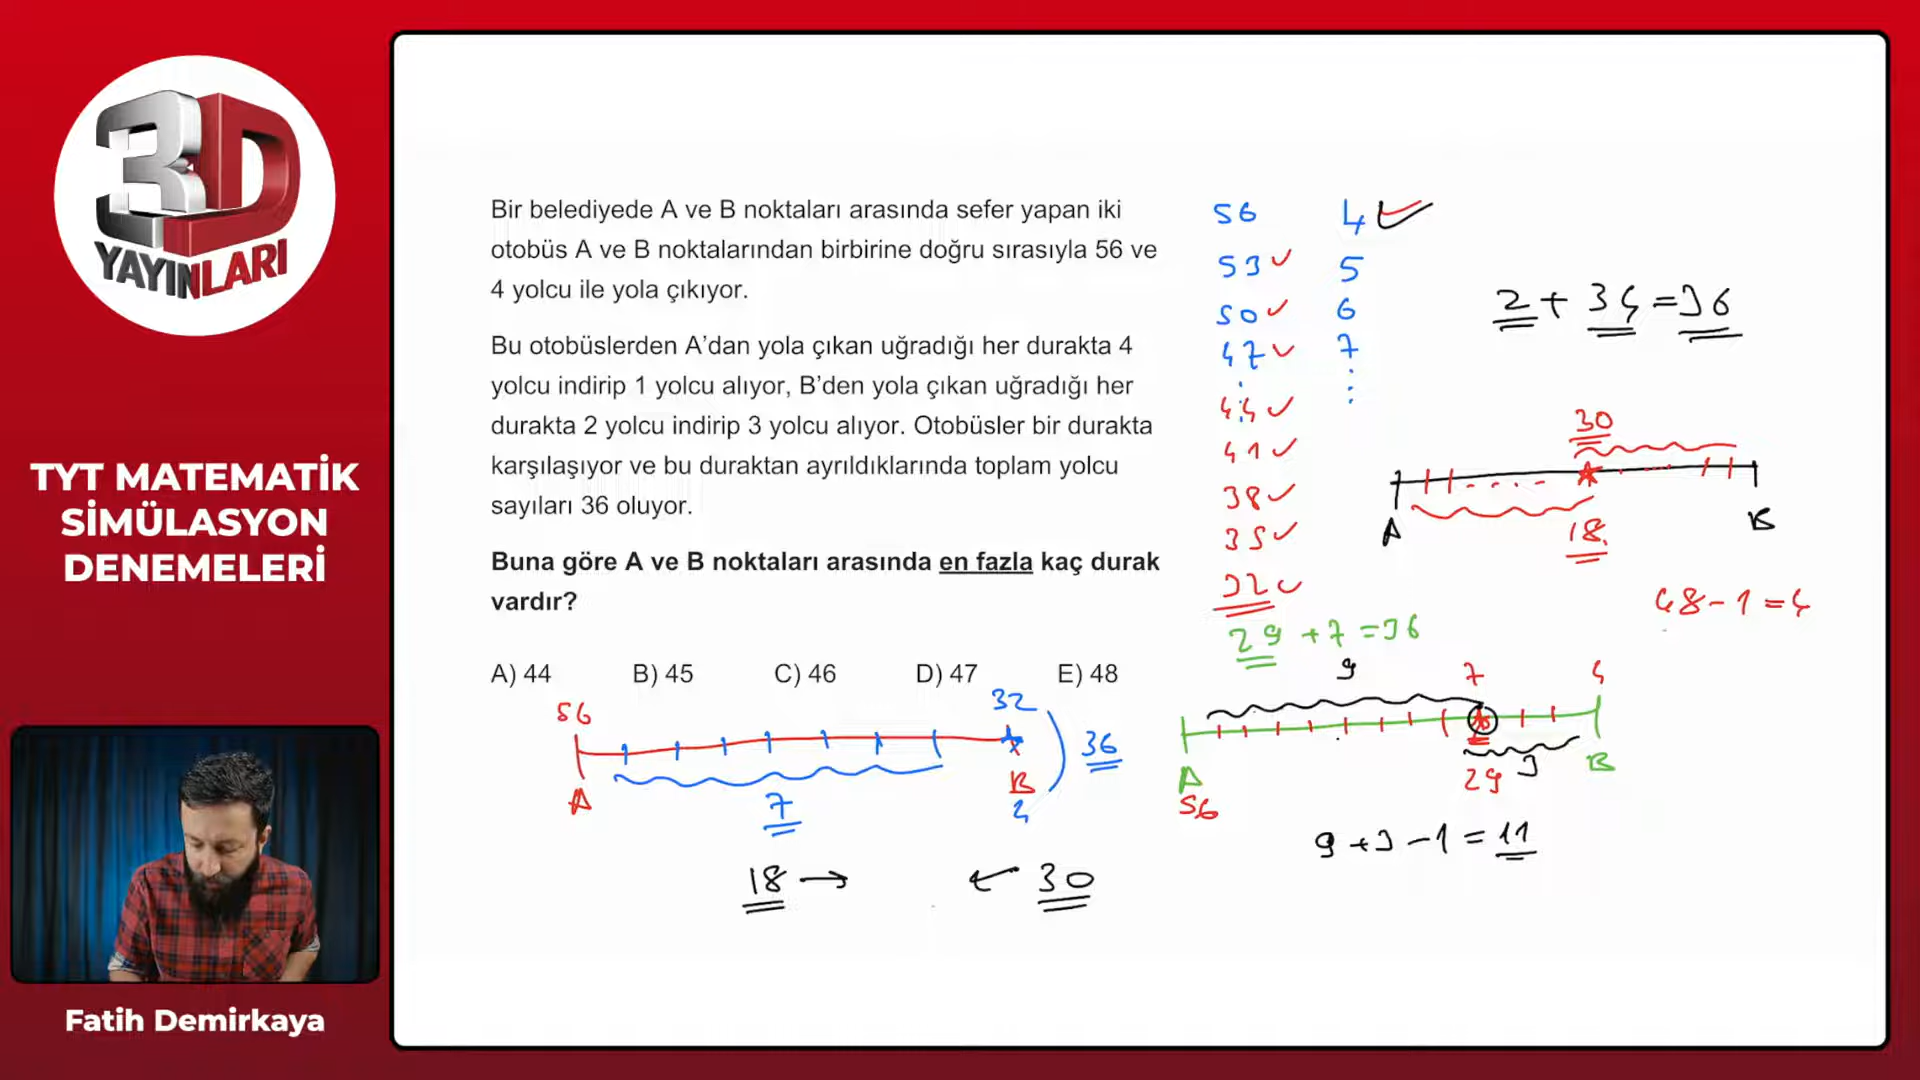 3D
YAYINLARI
TYT MATEMATİK
SİMÜLASYON
DENEMELERİ
Fatih Demirkaya
Bir belediyede A ve B noktaları arasında sefer yapan iki
otobüs A ve B noktalarından birbirine doğru sırasıyla 56 ve
4 yolcu ile yola çıkıyor.
Bu otobüslerden A’dan yola çıkan uğradığı her durakta 4
yolcu indirip 1 yolcu alıyor, B’den yola çıkan uğradığı her
durakta 2 yolcu indirip 3 yolcu alıyor. Otobüsler bir durakta
karşılaşıyor ve bu duraktan ayrıldıklarında toplam yolcu
sayıları 36 oluyor.
Buna göre A ve B noktaları arasında en fazla kaç durak
vardır?
A) 44 B) 45 C) 46 D) 47 E) 48
56 32
36
A B
7 4
18 → ← 30
56 4
53 5
50 6
47 7
44
41
38
35
32
29 + 7 = 36
2 + 34 = 36
30
A B
18
48 - 1 = 4
9 7 4
A 29 3 B
56
9 + 3 - 1 = 11